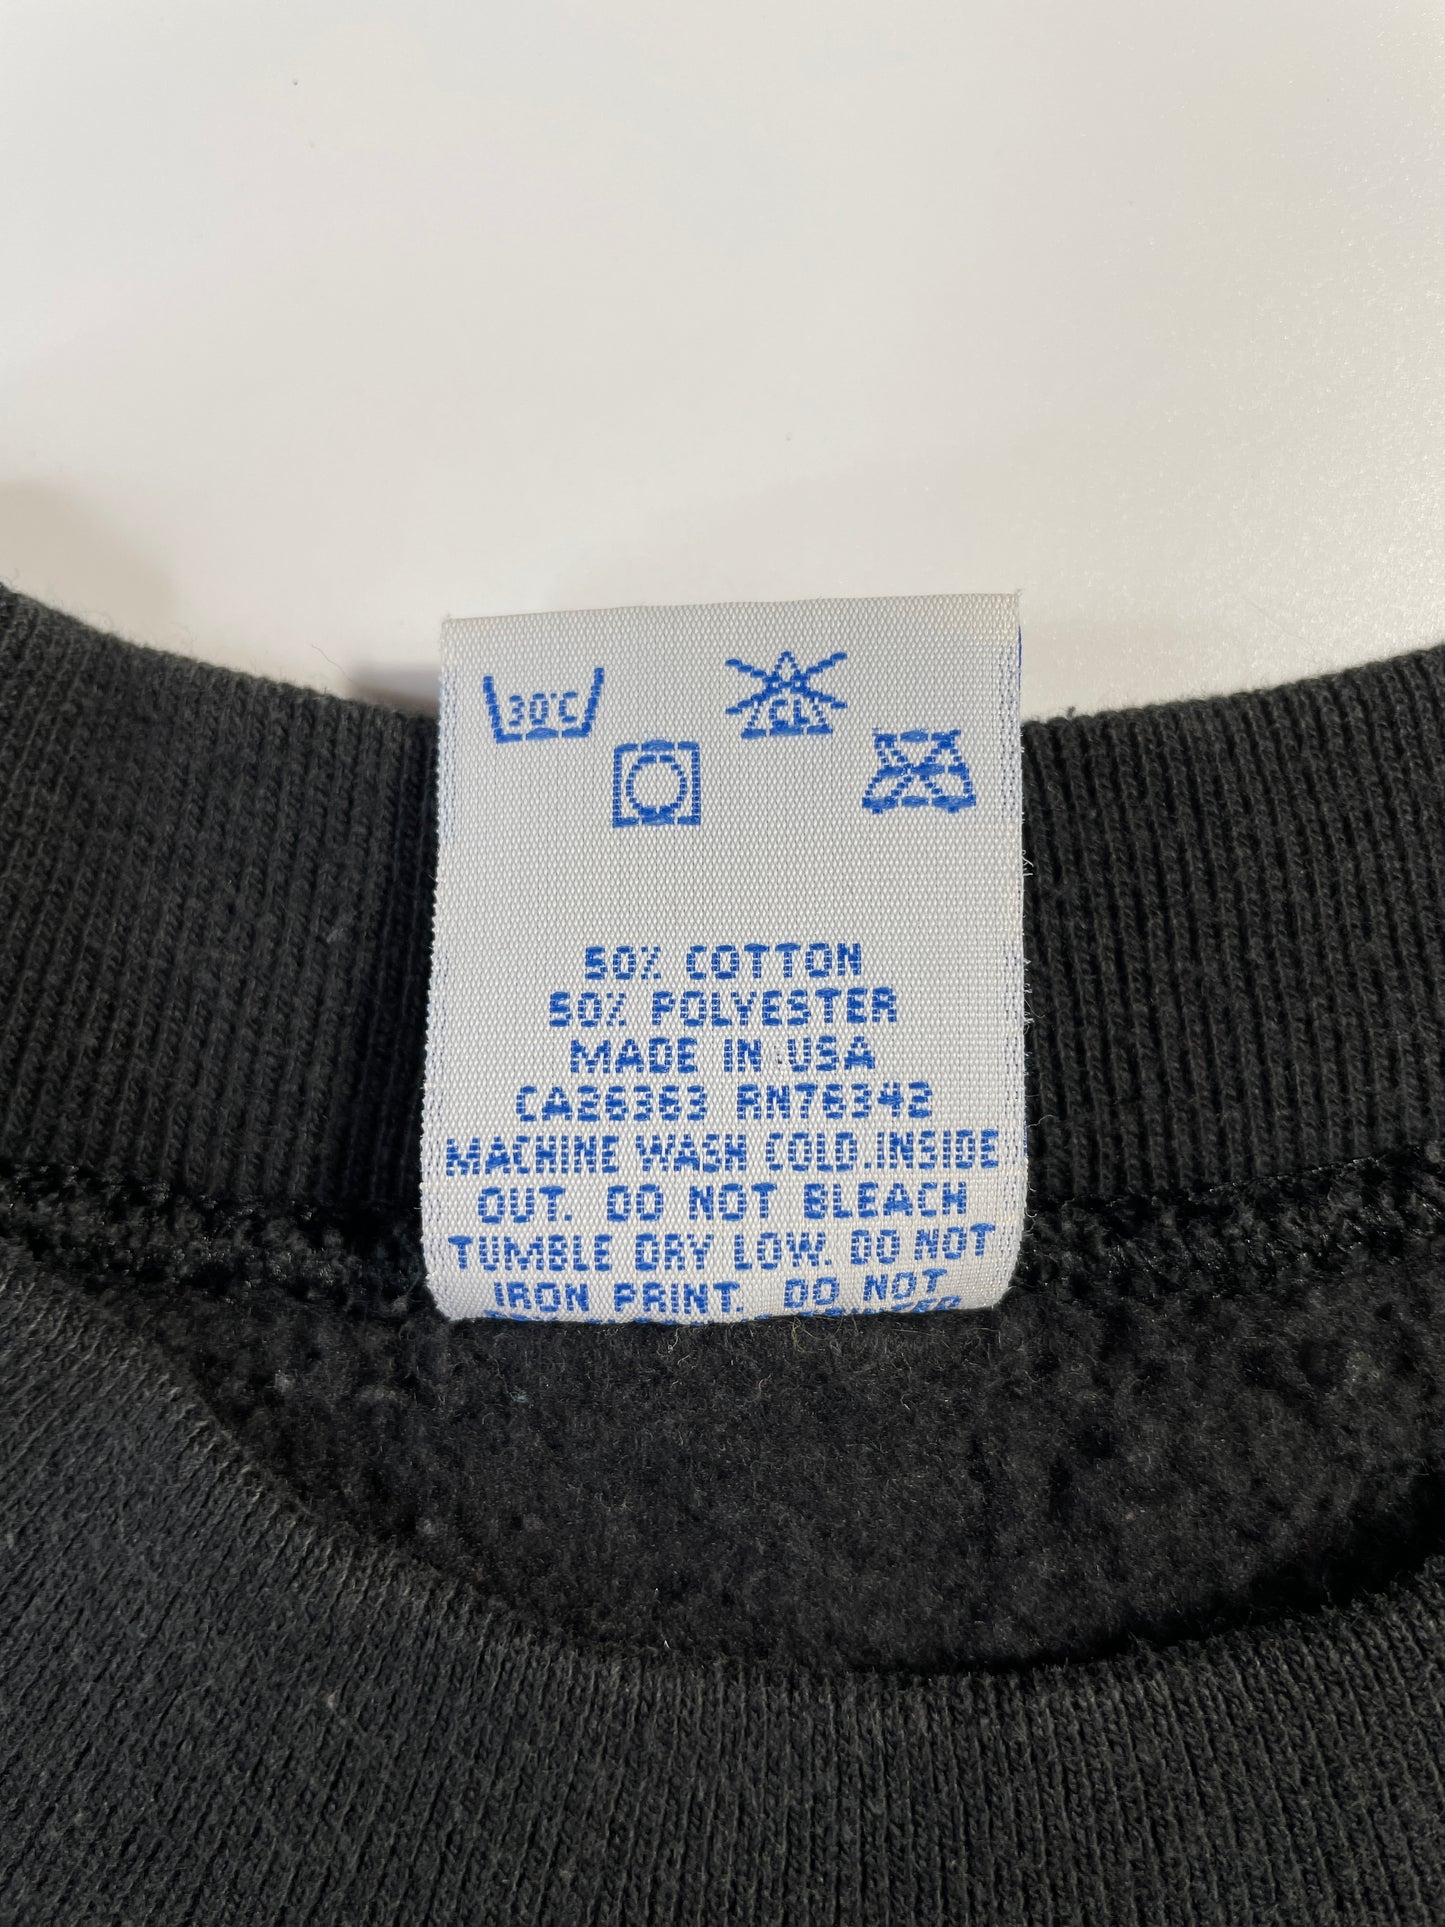 30°C
CL
50% COTTON
50% POLYESTER
MADE IN USA
CA26363 RN76342
MACHINE WASH COLD. INSIDE
OUT. DO NOT BLEACH
TUMBLE DRY LOW. DO NOT
IRON PRINT. DO NOT